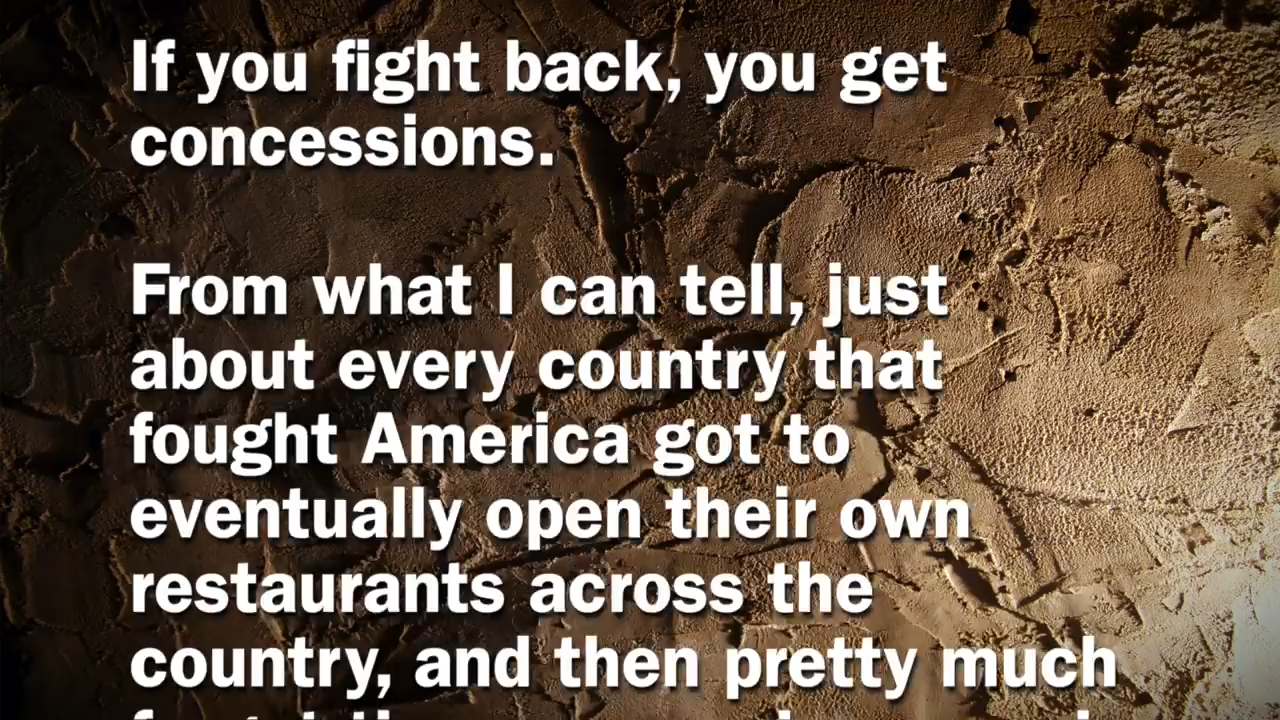 If you fight back, you get
concessions.
From what I can tell, just
about every country that
fought America got to
eventually open their own
restaurants across the
country, and then pretty much